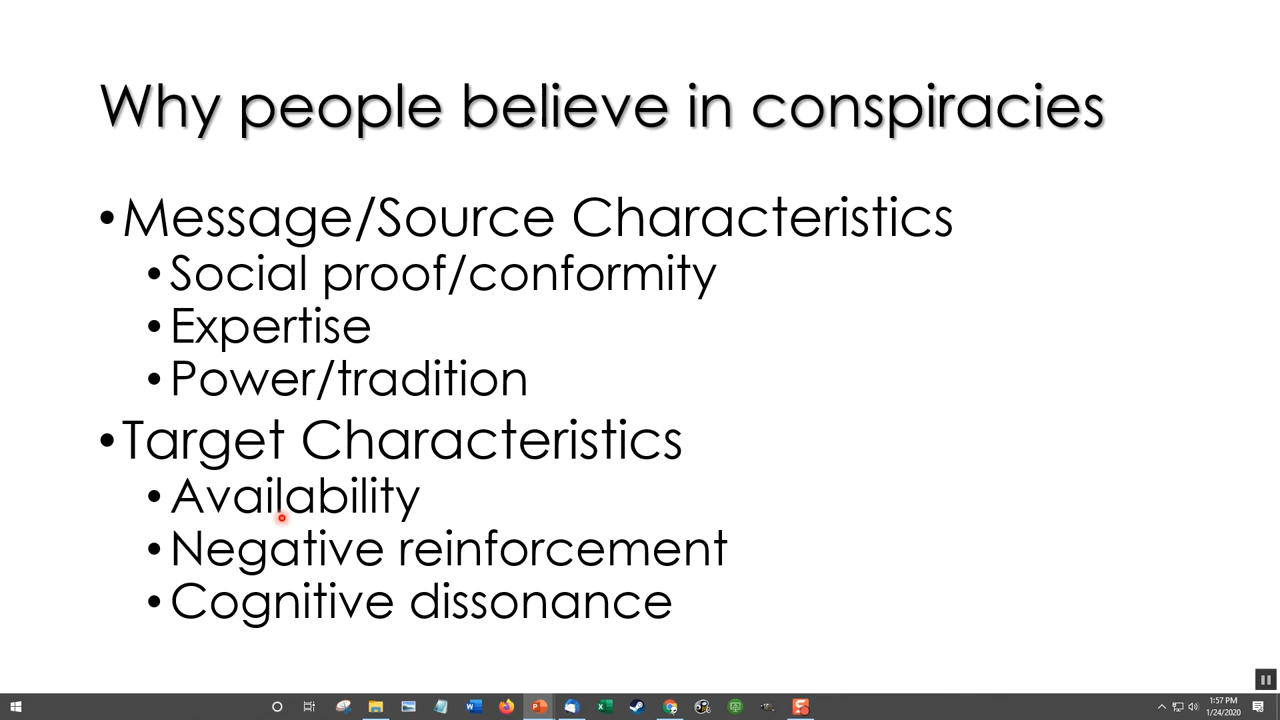 Why people believe in conspiracies
•Message/Source Characteristics
•Social proof/conformity
•Expertise
•Power/tradition
•Target Characteristics
•Availability
•Negative reinforcement
•Cognitive dissonance
1:57 PM
1/24/2020